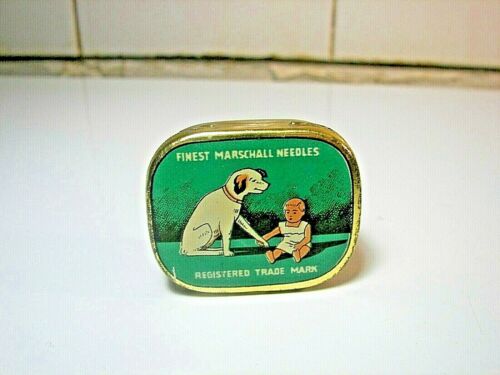 FINEST MARSCHALL NEEDLES
REGISTERED TRADE MARK